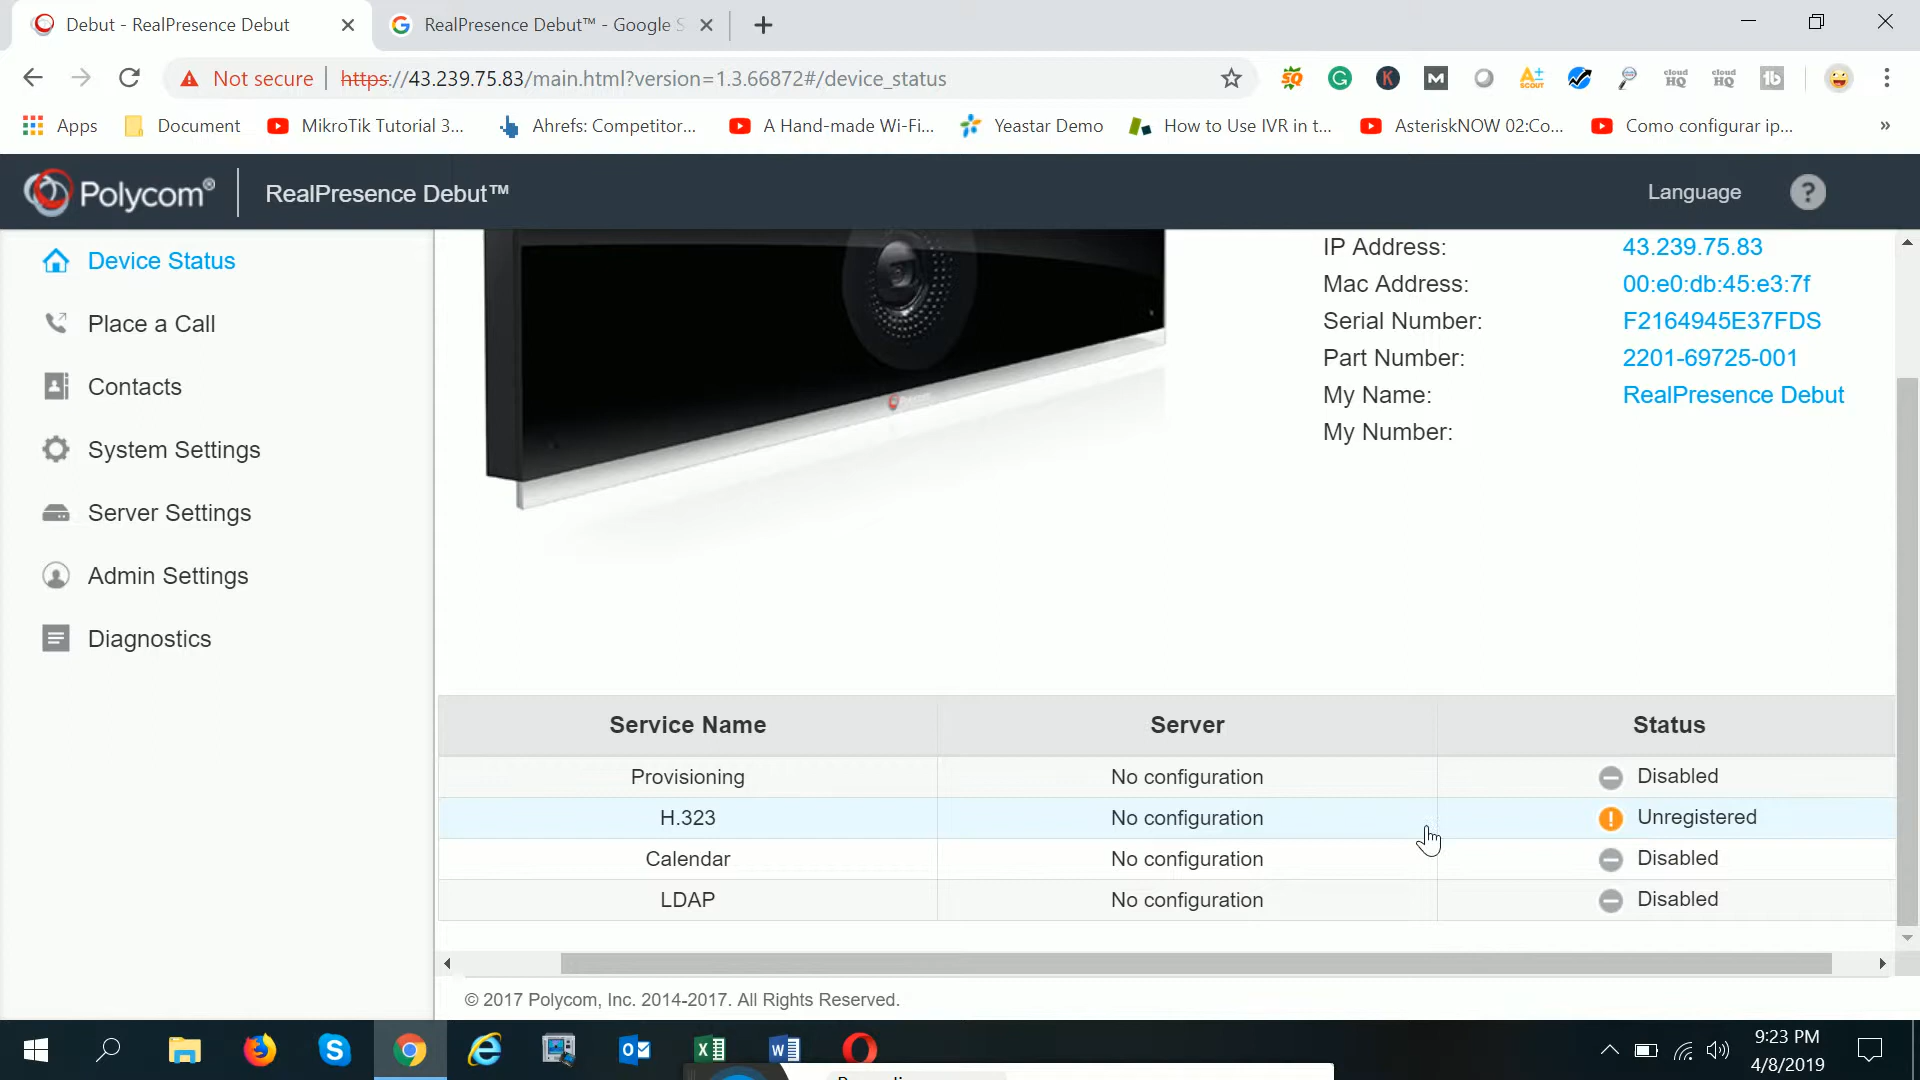 Debut - RealPresence Debut
RealPresence Debut™ - Google S
Not secure
https://43.239.75.83/main.html?version=1.3.66872#/device_status
Apps
Document
MikroTik Tutorial 3...
Ahrefs: Competitor...
A Hand-made Wi-Fi...
Yeastar Demo
How to Use IVR in t...
AsteriskNOW 02:Co...
Como configurar ip...
Polycom®
RealPresence Debut™
Language
Device Status
Place a Call
Contacts
System Settings
Server Settings
Admin Settings
Diagnostics
IP Address: 43.239.75.83
Mac Address: 00:e0:db:45:e3:7f
Serial Number: F2164945E37FDS
Part Number: 2201-69725-001
My Name: RealPresence Debut
My Number:
Service Name Server Status
Provisioning No configuration Disabled
H.323 No configuration Unregistered
Calendar No configuration Disabled
LDAP No configuration Disabled
© 2017 Polycom, Inc. 2014-2017. All Rights Reserved.
9:23 PM
4/8/2019